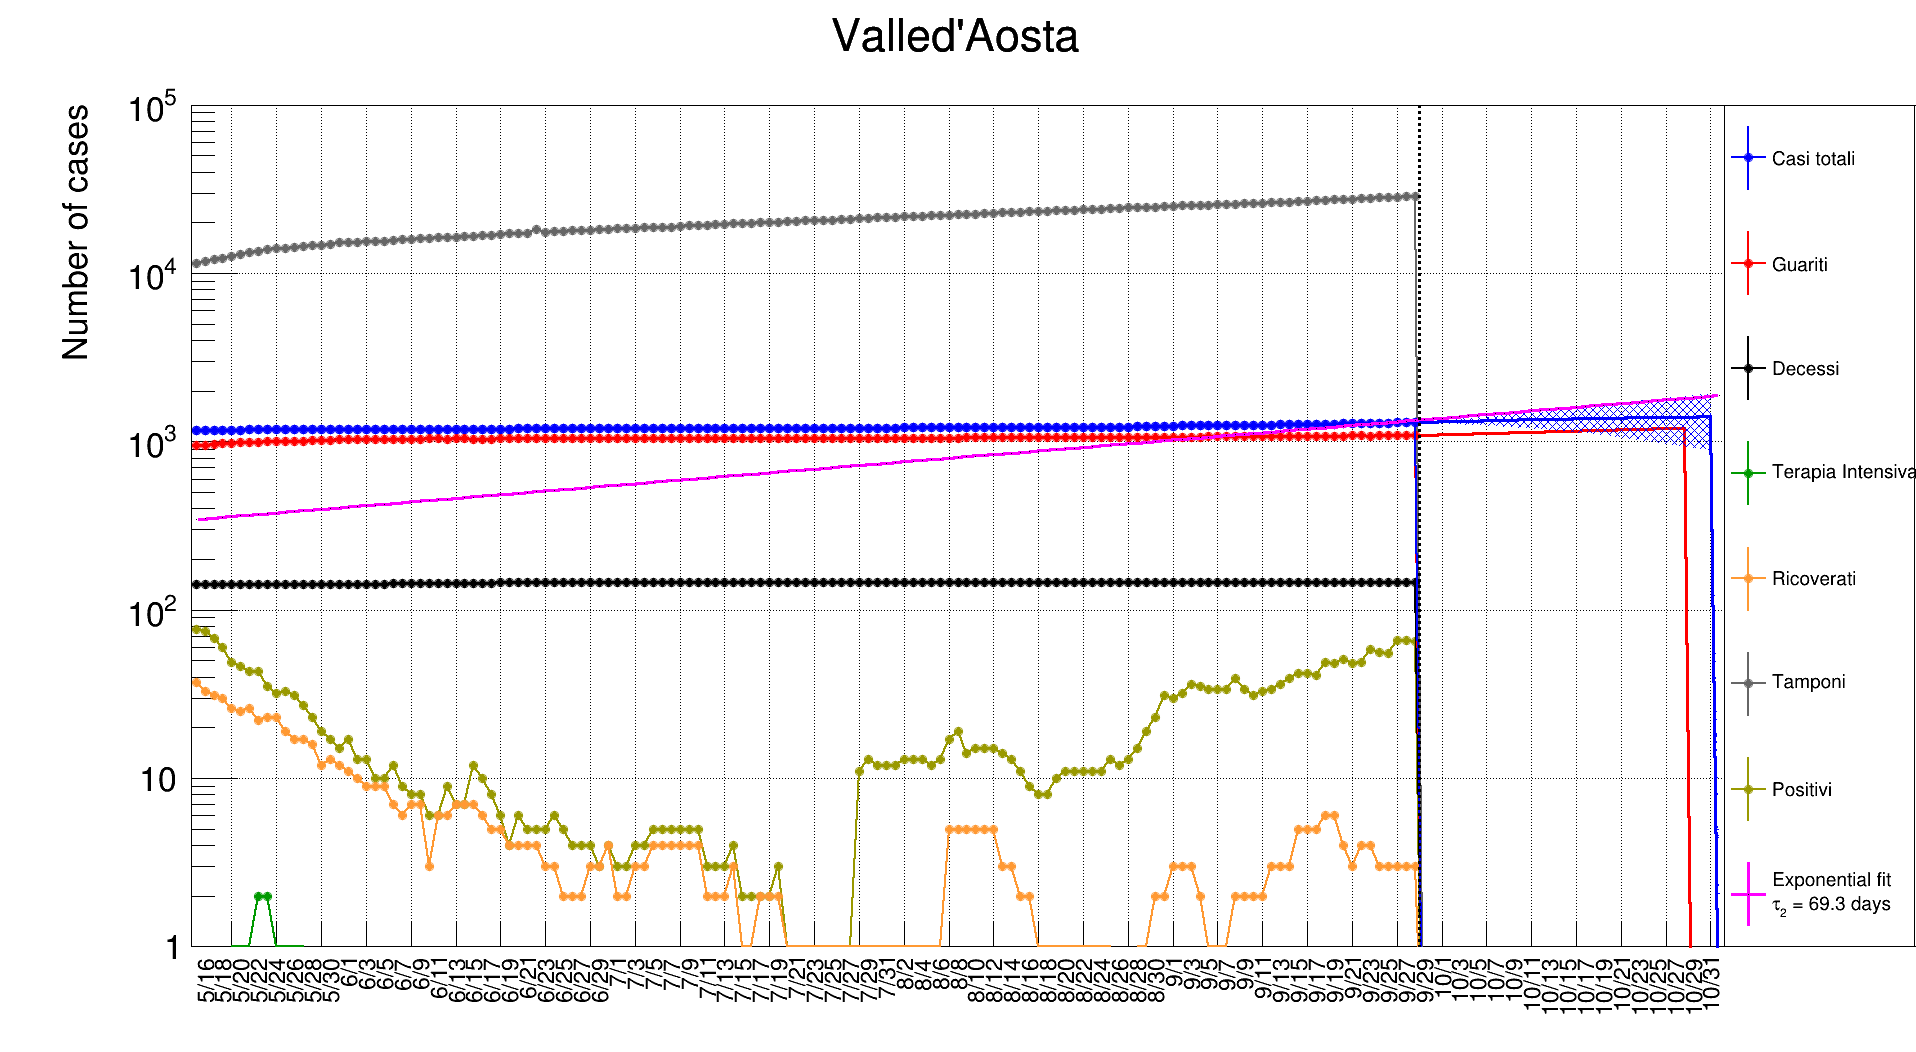 Valled'Aosta
Number of cases
10^5
10^4
10^3
10^2
10
1
5/16 5/18 5/20 5/22 5/24 5/26 5/28 5/30 6/1 6/3 6/5 6/7 6/9 6/11 6/13 6/15 6/17 6/19 6/21 6/23 6/25 6/27 6/29 7/1 7/3 7/5 7/7 7/9 7/11 7/13 7/15 7/17 7/19 7/21 7/23 7/25 7/27 7/29 7/31 8/2 8/4 8/6 8/8 8/10 8/12 8/14 8/16 8/18 8/20 8/22 8/24 8/26 8/28 8/30 9/1 9/3 9/5 9/7 9/9 9/11 9/13 9/15 9/17 9/19 9/21 9/23 9/25 9/27 9/29 10/1 10/3 10/5 10/7 10/9 10/11 10/13 10/15 10/17 10/19 10/21 10/23 10/25 10/27 10/29 10/31
Casi totali
Guariti
Decessi
Terapia Intensiva
Ricoverati
Tamponi
Positivi
Exponential fit
τ₂ = 69.3 days